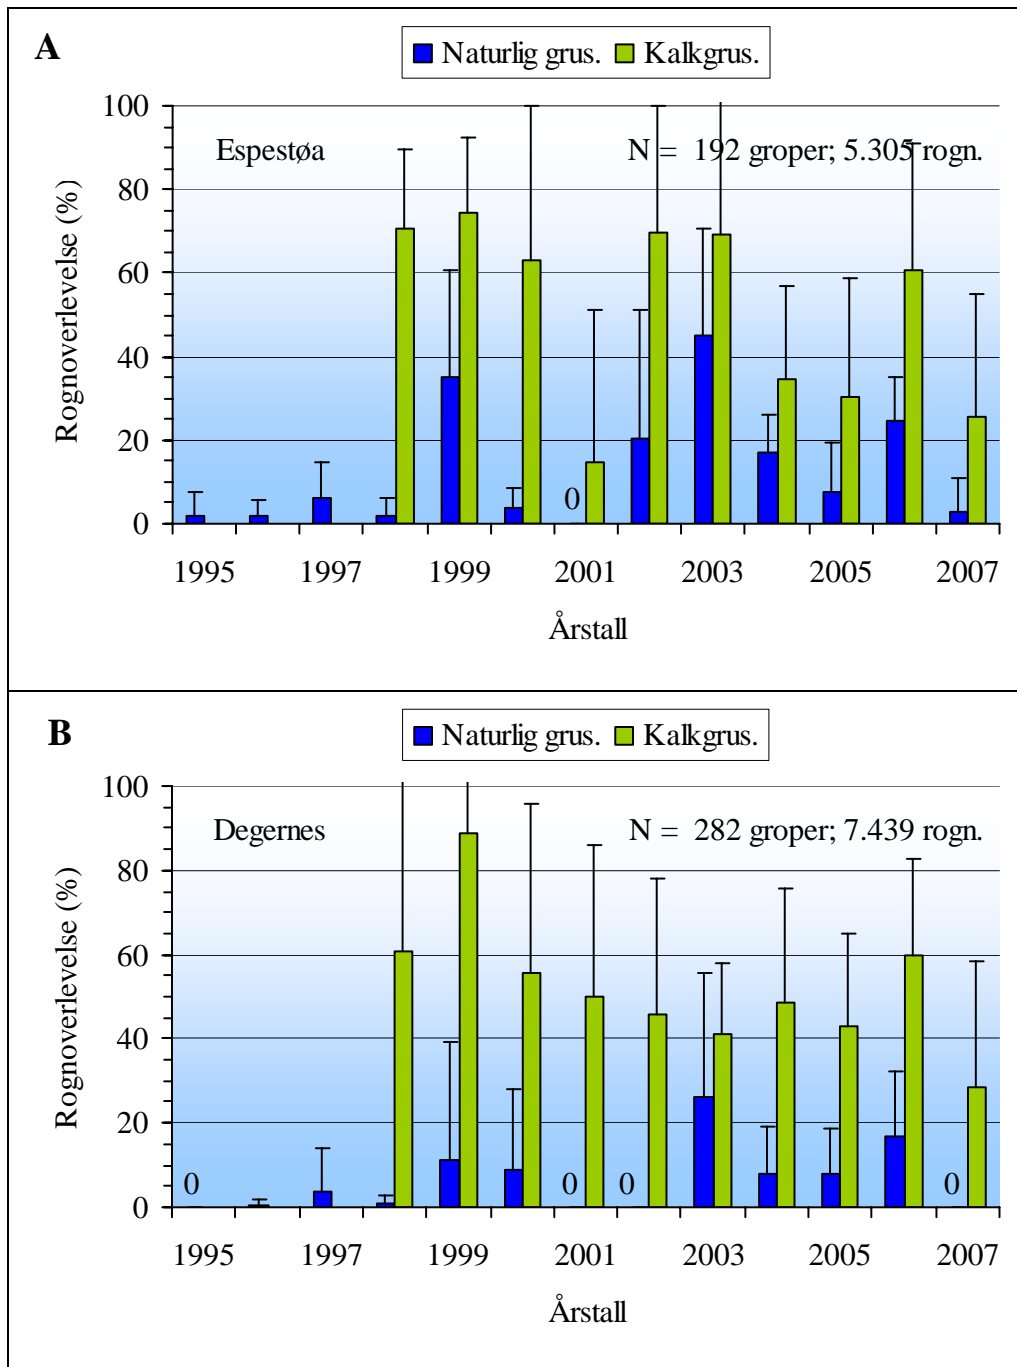 A
Naturlig grus. Kalkgrus.
Espestøa N = 192 groper; 5.305 rogn.
Rognoverlevelse (%)
100
80
60
40
20
0
0
1995 1997 1999 2001 2003 2005 2007
Årstall
B
Naturlig grus. Kalkgrus.
Degernes N = 282 groper; 7.439 rogn.
Rognoverlevelse (%)
100
80
60
40
20
0
0 0 0 0
1995 1997 1999 2001 2003 2005 2007
Årstall